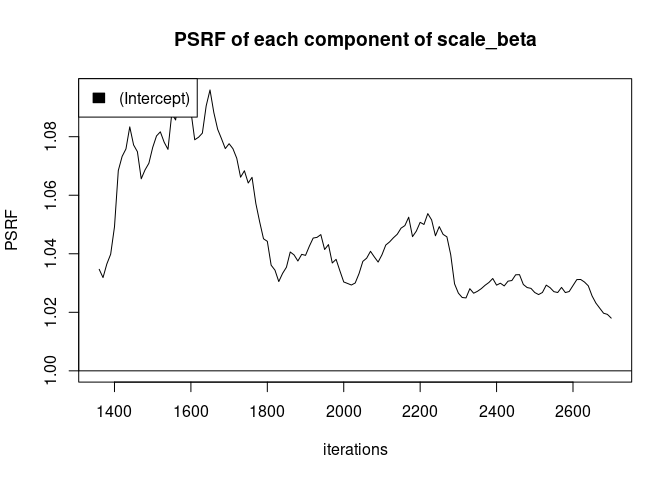 PSRF of each component of scale_beta
(Intercept)
PSRF
1.08
1.06
1.04
1.02
1.00
1400 1600 1800 2000 2200 2400 2600
iterations